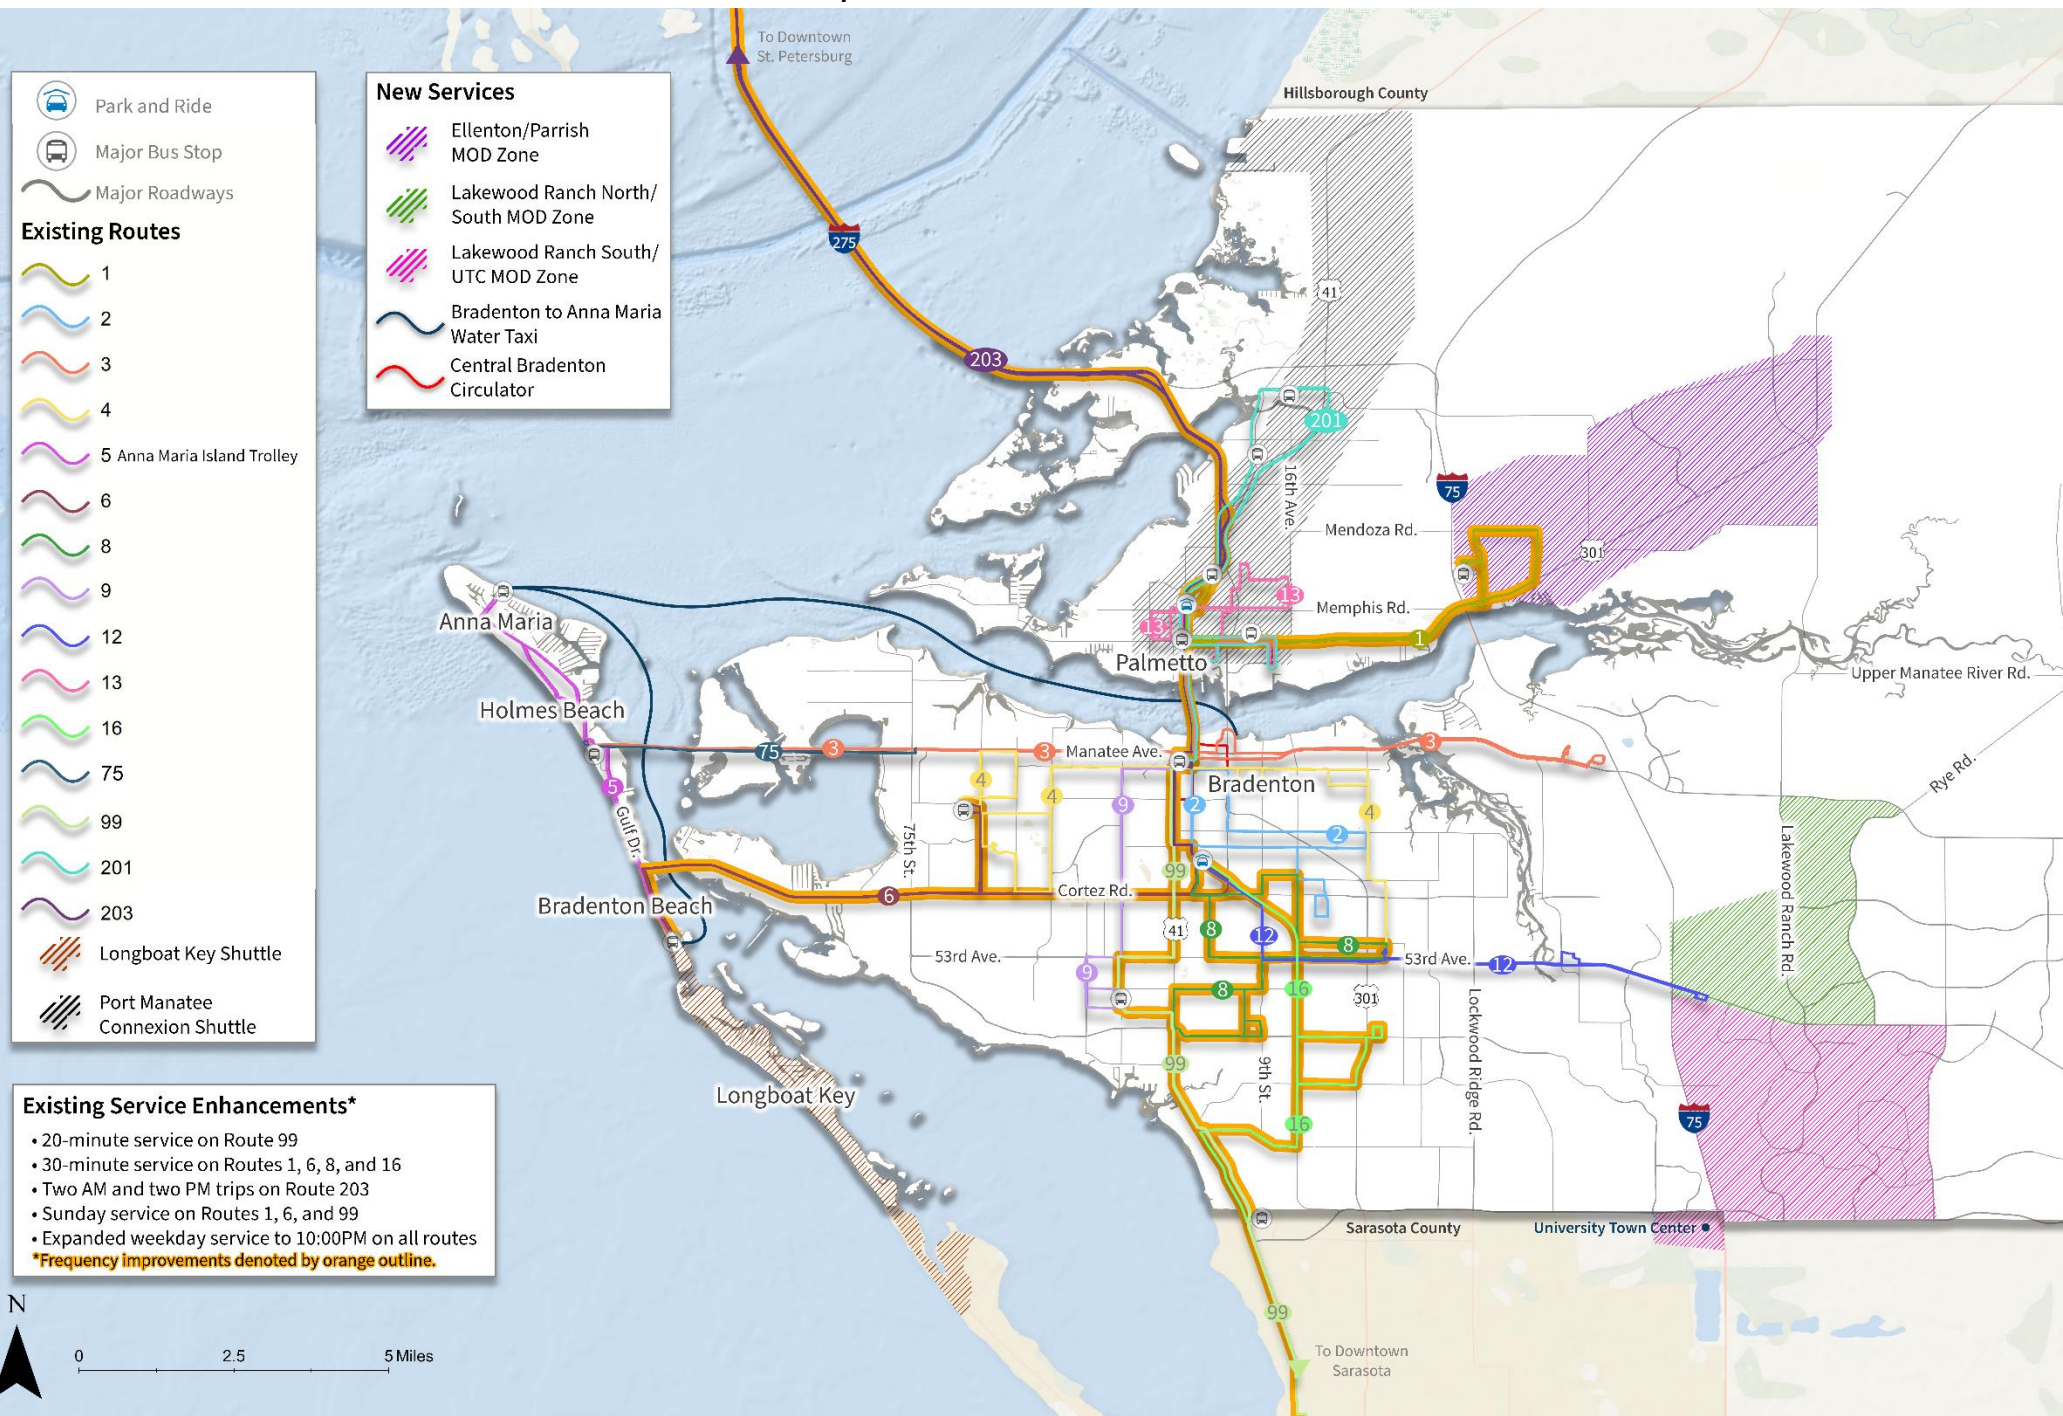 Park and Ride
Major Bus Stop
Major Roadways
Existing Routes
1
2
3
4
5 Anna Maria Island Trolley
6
8
9
12
13
16
75
99
201
203
Longboat Key Shuttle
Port Manatee
Connexion Shuttle
New Services
Ellenton/Parrish
MOD Zone
Lakewood Ranch North/
South MOD Zone
Lakewood Ranch South/
UTC MOD Zone
Bradenton to Anna Maria
Water Taxi
Central Bradenton
Circulator
Existing Service Enhancements*
• 20-minute service on Route 99
• 30-minute service on Routes 1, 6, 8, and 16
• Two AM and two PM trips on Route 203
• Sunday service on Routes 1, 6, and 99
• Expanded weekday service to 10:00PM on all routes
*Frequency improvements denoted by orange outline.
N
0 2.5 5 Miles
To Downtown
St. Petersburg
Hillsborough County
275
41
203
201
16th Ave.
75
Mendoza Rd.
301
13
Memphis Rd.
13
1
Anna Maria
Palmetto
Upper Manatee River Rd.
Holmes Beach
75
3
3
Manatee Ave.
3
5
4
4
9
2
Bradenton
4
2
Rye Rd.
Gulf Dr.
75th St.
99
Lakewood Ranch Rd.
6
Cortez Rd.
Bradenton Beach
41
8
12
8
53rd Ave.
53rd Ave.
12
9
8
16
301
Lockwood Ridge Rd.
99
9th St.
Longboat Key
16
75
Sarasota County
University Town Center
99
To Downtown
Sarasota